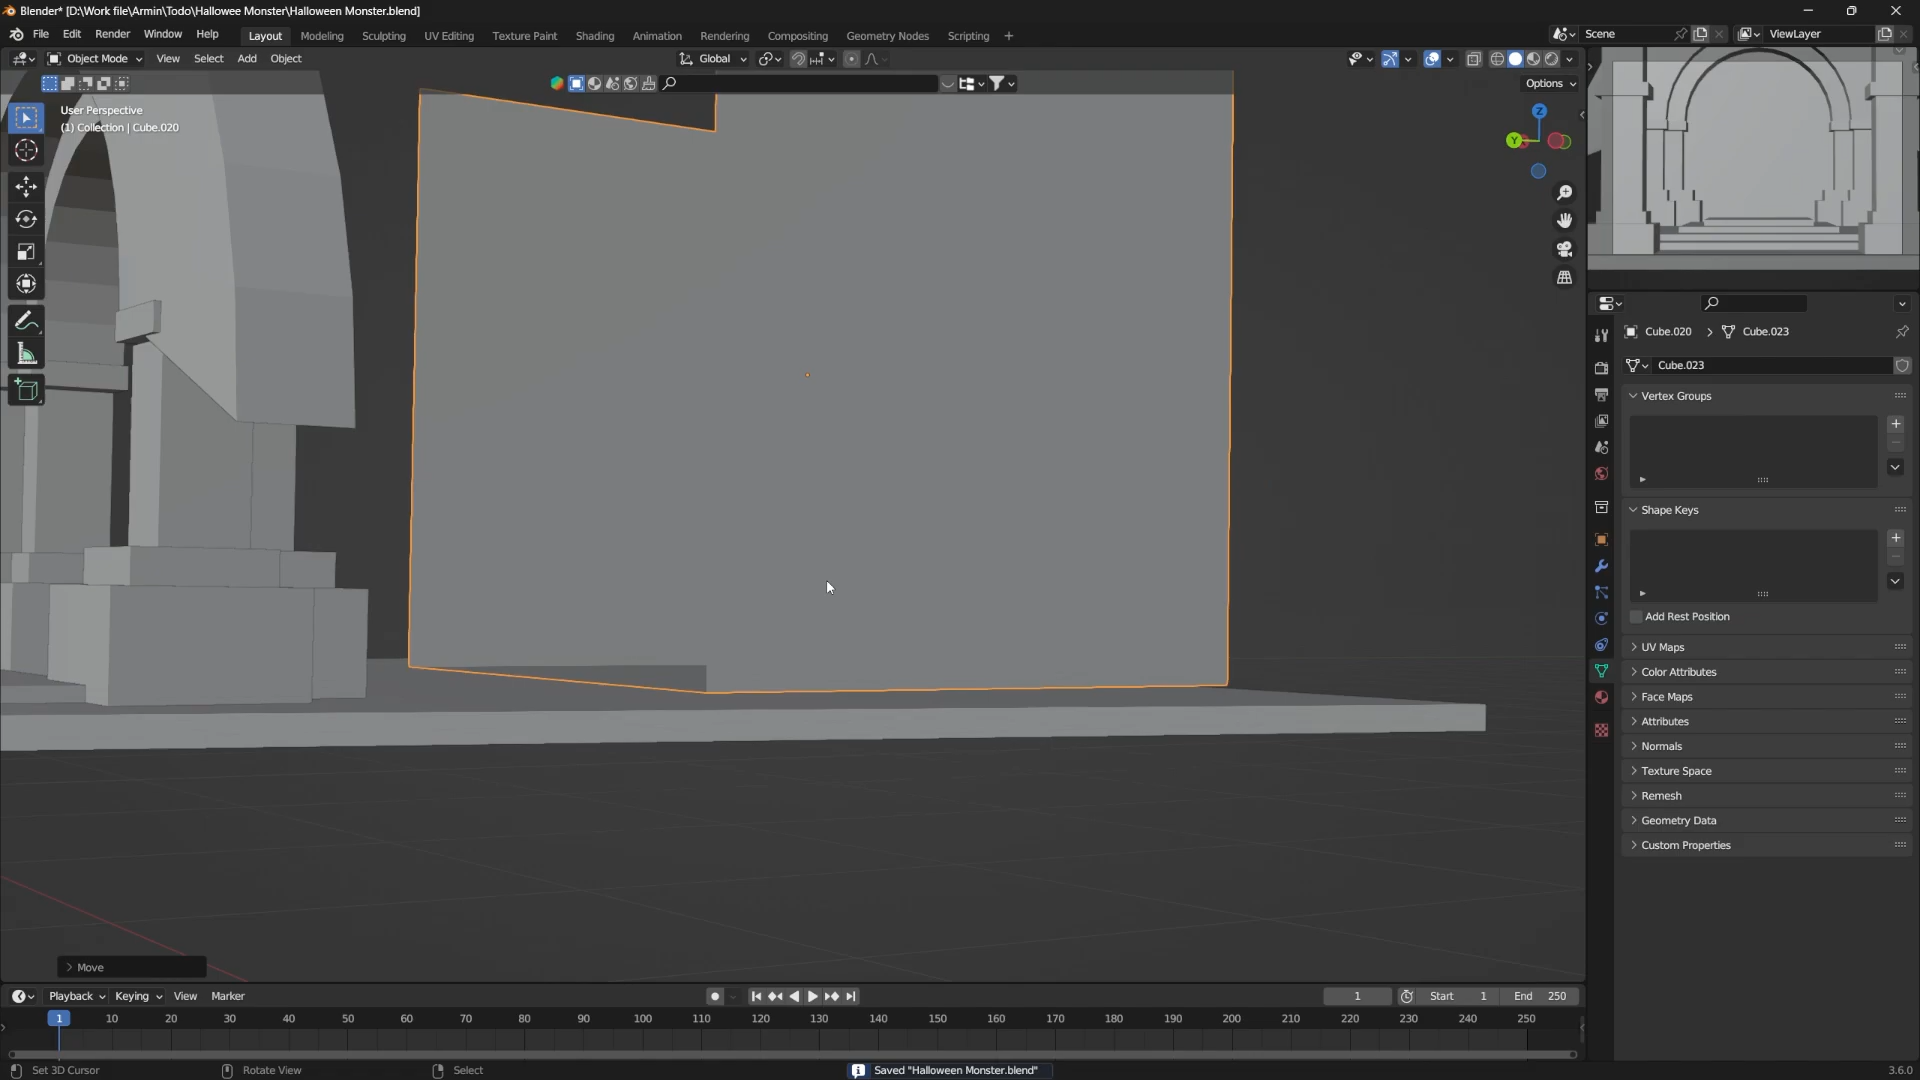 Blender* [D:\Work file\Armin\Todo\Hallowee Monster\Halloween Monster.blend]
File Edit Render Window Help Layout Modeling Sculpting UV Editing Texture Paint Shading Animation Rendering Compositing Geometry Nodes Scripting + Scene ViewLayer
Object Mode View Select Add Object Global
Options
User Perspective
(1) Collection | Cube.020
Z
Y
Cube.020 > Cube.023
Cube.023
Vertex Groups
Shape Keys
Add Rest Position
UV Maps
Color Attributes
Face Maps
Attributes
Normals
Texture Space
Remesh
Geometry Data
Custom Properties
> Move
Playback Keying View Marker 1 Start 1 End 250
1 10 20 30 40 50 60 70 80 90 100 110 120 130 140 150 160 170 180 190 200 210 220 230 240 250
Set 3D Cursor Rotate View Select Saved "Halloween Monster.blend" 3.6.0